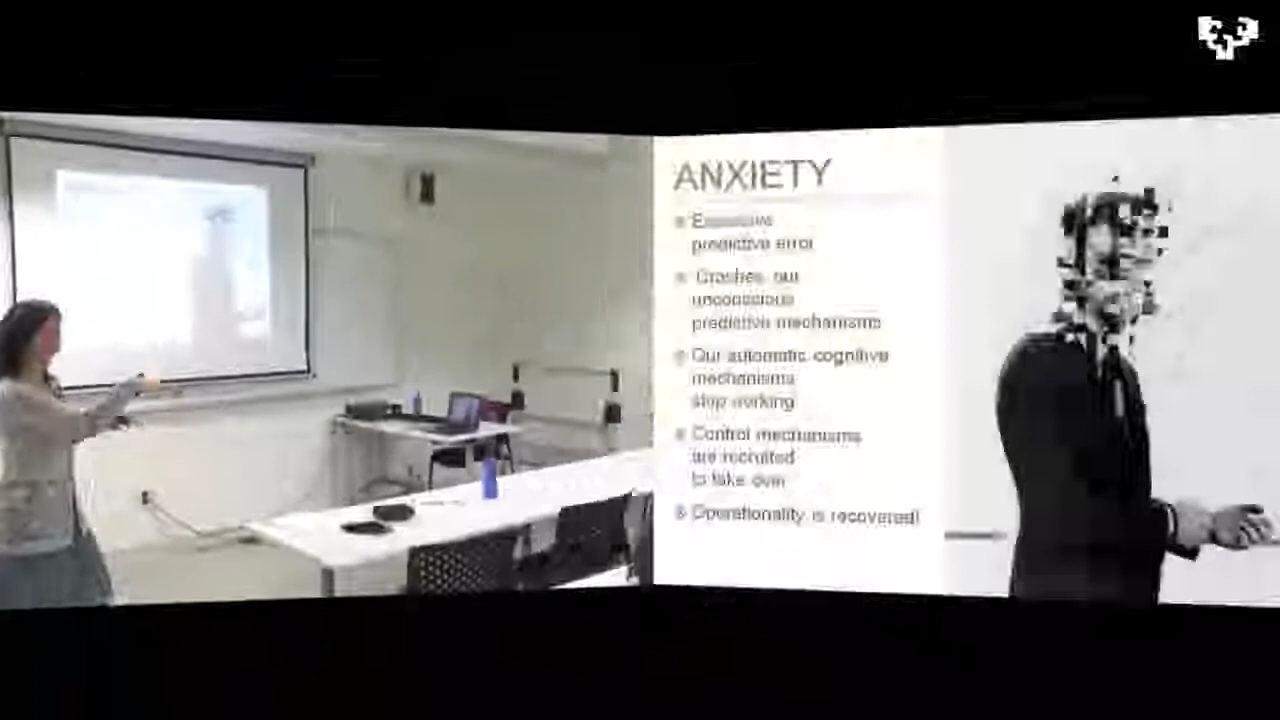 ANXIETY
Excessive
predictive error
Crashes our
unconscious
predictive mechanisms
Our automatic cognitive
mechanisms
stop working
Control mechanisms
are recruited
to take over
Operationality is recovered!